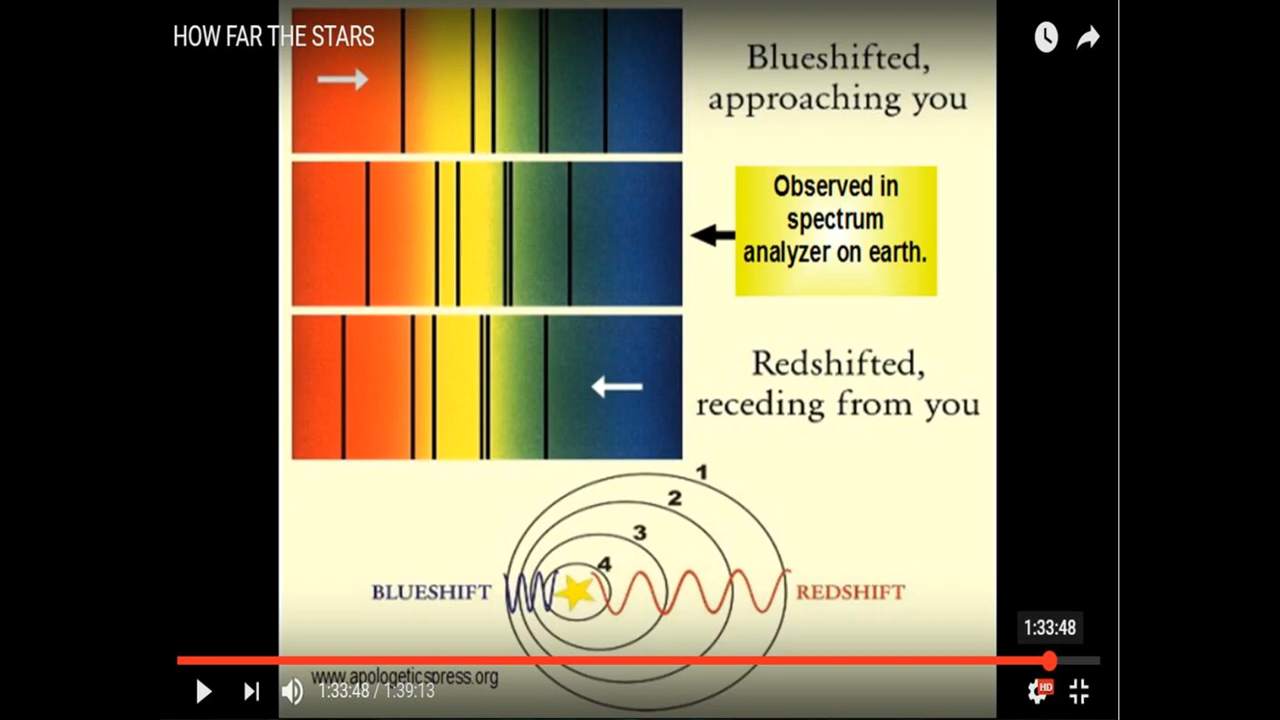 HOW FAR THE STARS
Blueshifted,
approaching you
Observed in
spectrum
analyzer on earth.
Redshifted,
receding from you
1
2
3
4
BLUESHIFT
REDSHIFT
1:33:48
www.apologeticspress.org
1:33:48 / 1:39:13
HD